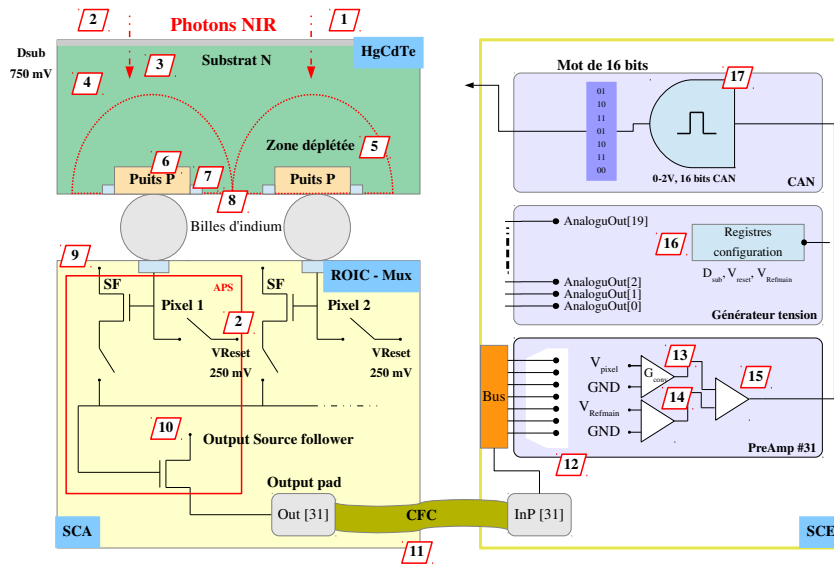 2
Photons NIR
1
Dsub
750 mV
HgCdTe
3
Substrat N
4
Zone déplétée
5
6
7
Puits P
Puits P
8
Billes d'indium
9
ROIC - Mux
SF
APS
SF
Pixel 1
2
Pixel 2
VReset
250 mV
VReset
250 mV
10
Output Source follower
Output pad
Out [31]
CFC
InP [31]
SCA
11
SCE
Mot de 16 bits
17
01
10
11
01
10
11
00
0-2V, 16 bits CAN
CAN
AnaloguOut[19]
16
Registres
configuration
AnaloguOut[2]
AnaloguOut[1]
AnaloguOut[0]
Dsub, Vreset, VRefmain
Générateur tension
Bus
Vpixel
GND
VRefmain
GND
13
Gconv
14
15
12
PreAmp #31